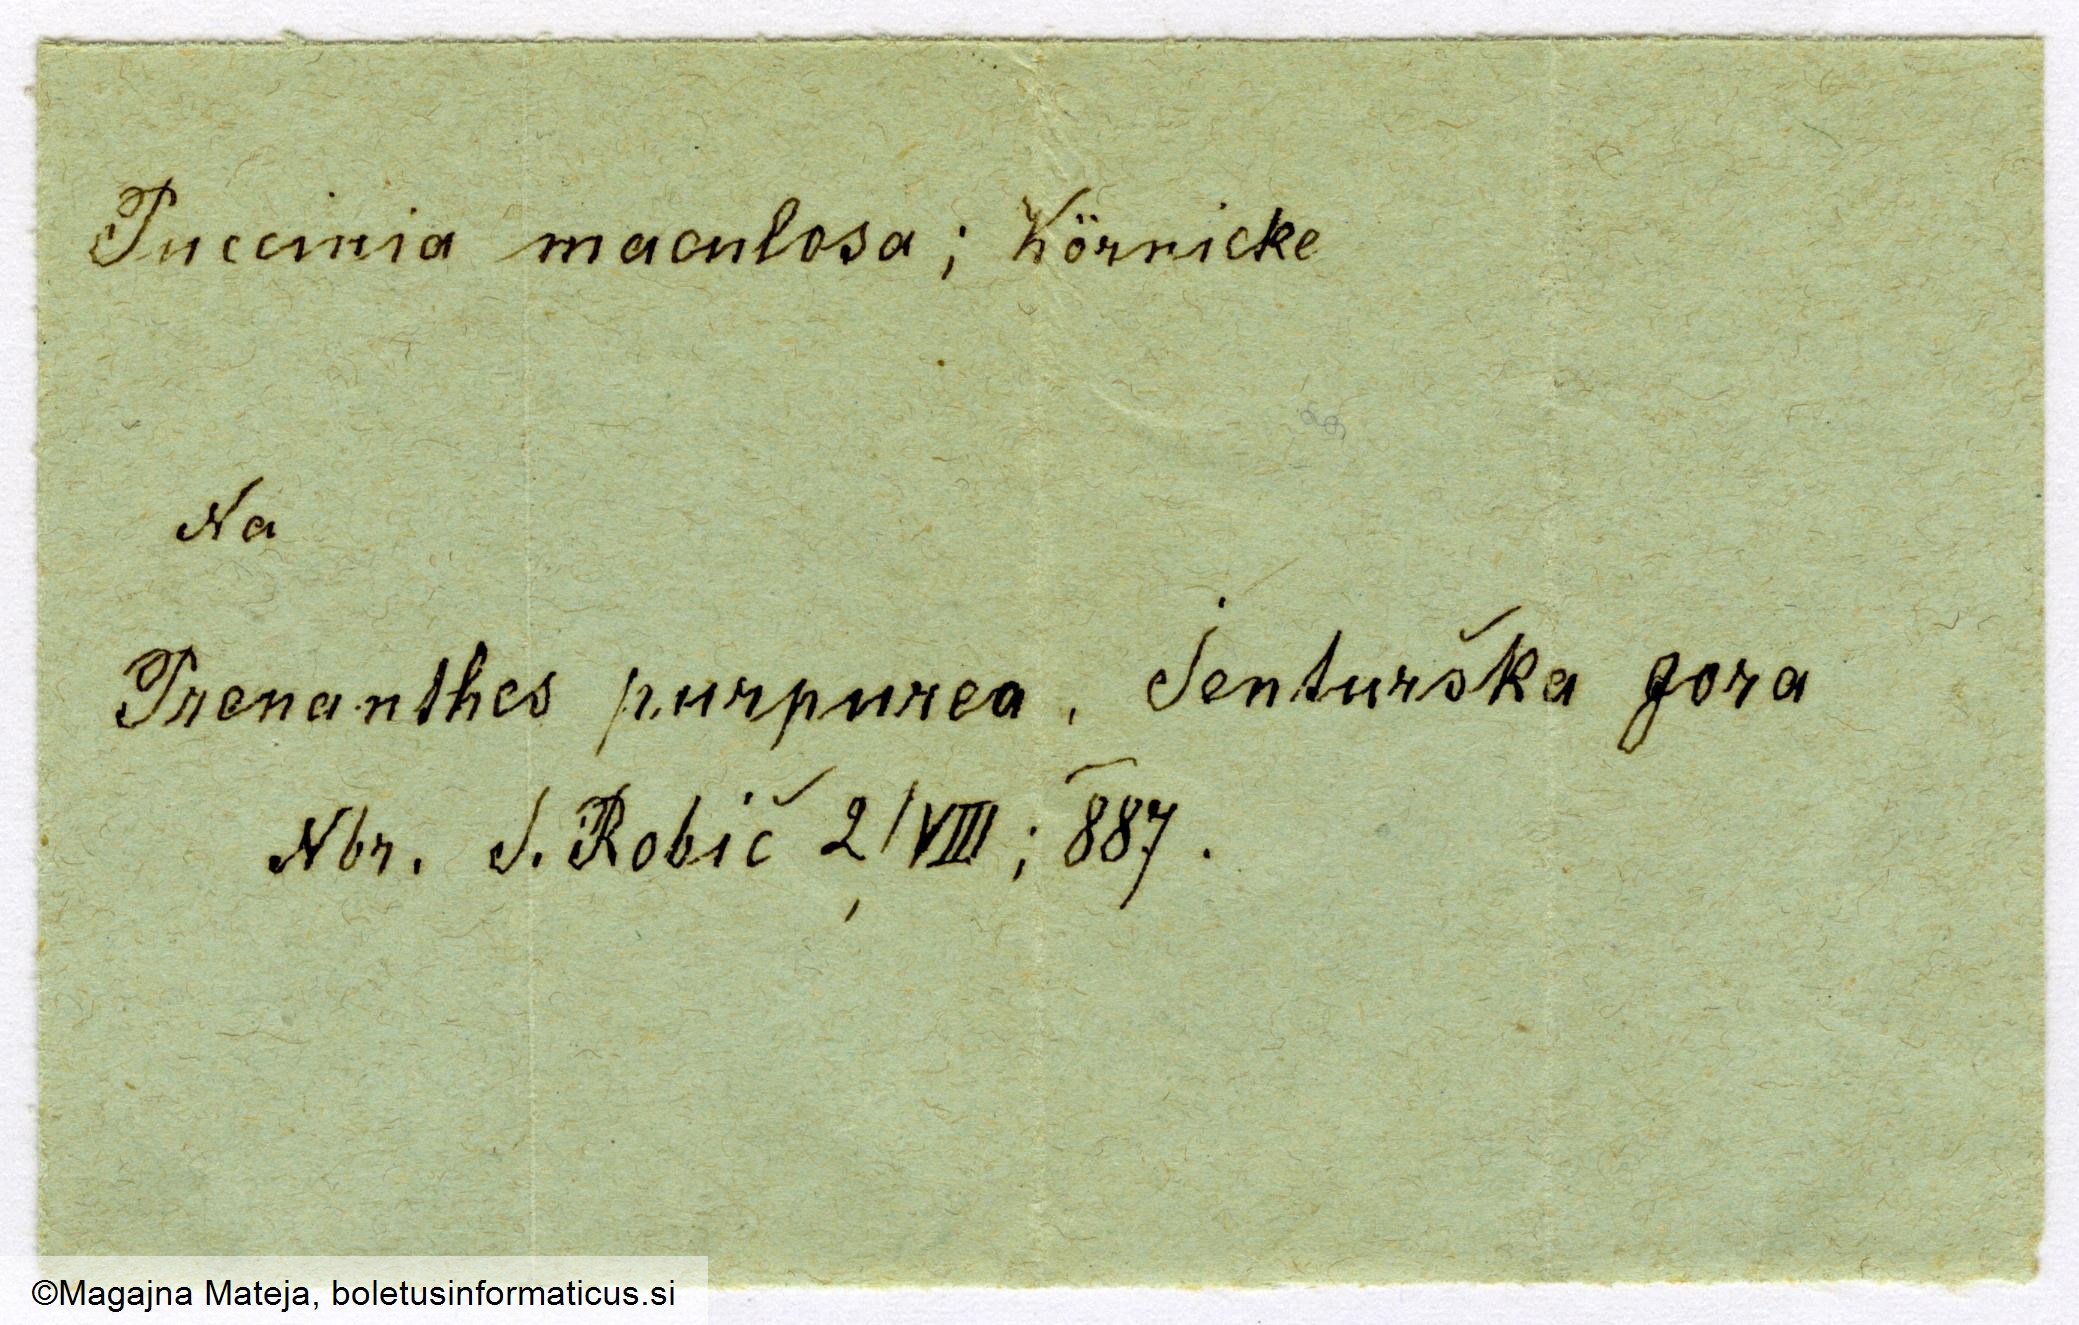 Puccinia maculosa; Körnicke
Na
Prenanthes purpurea, Šenturška gora
Nbr. S. Robič 2/VIII; 887.
©Magajna Mateja, boletusinformaticus.si